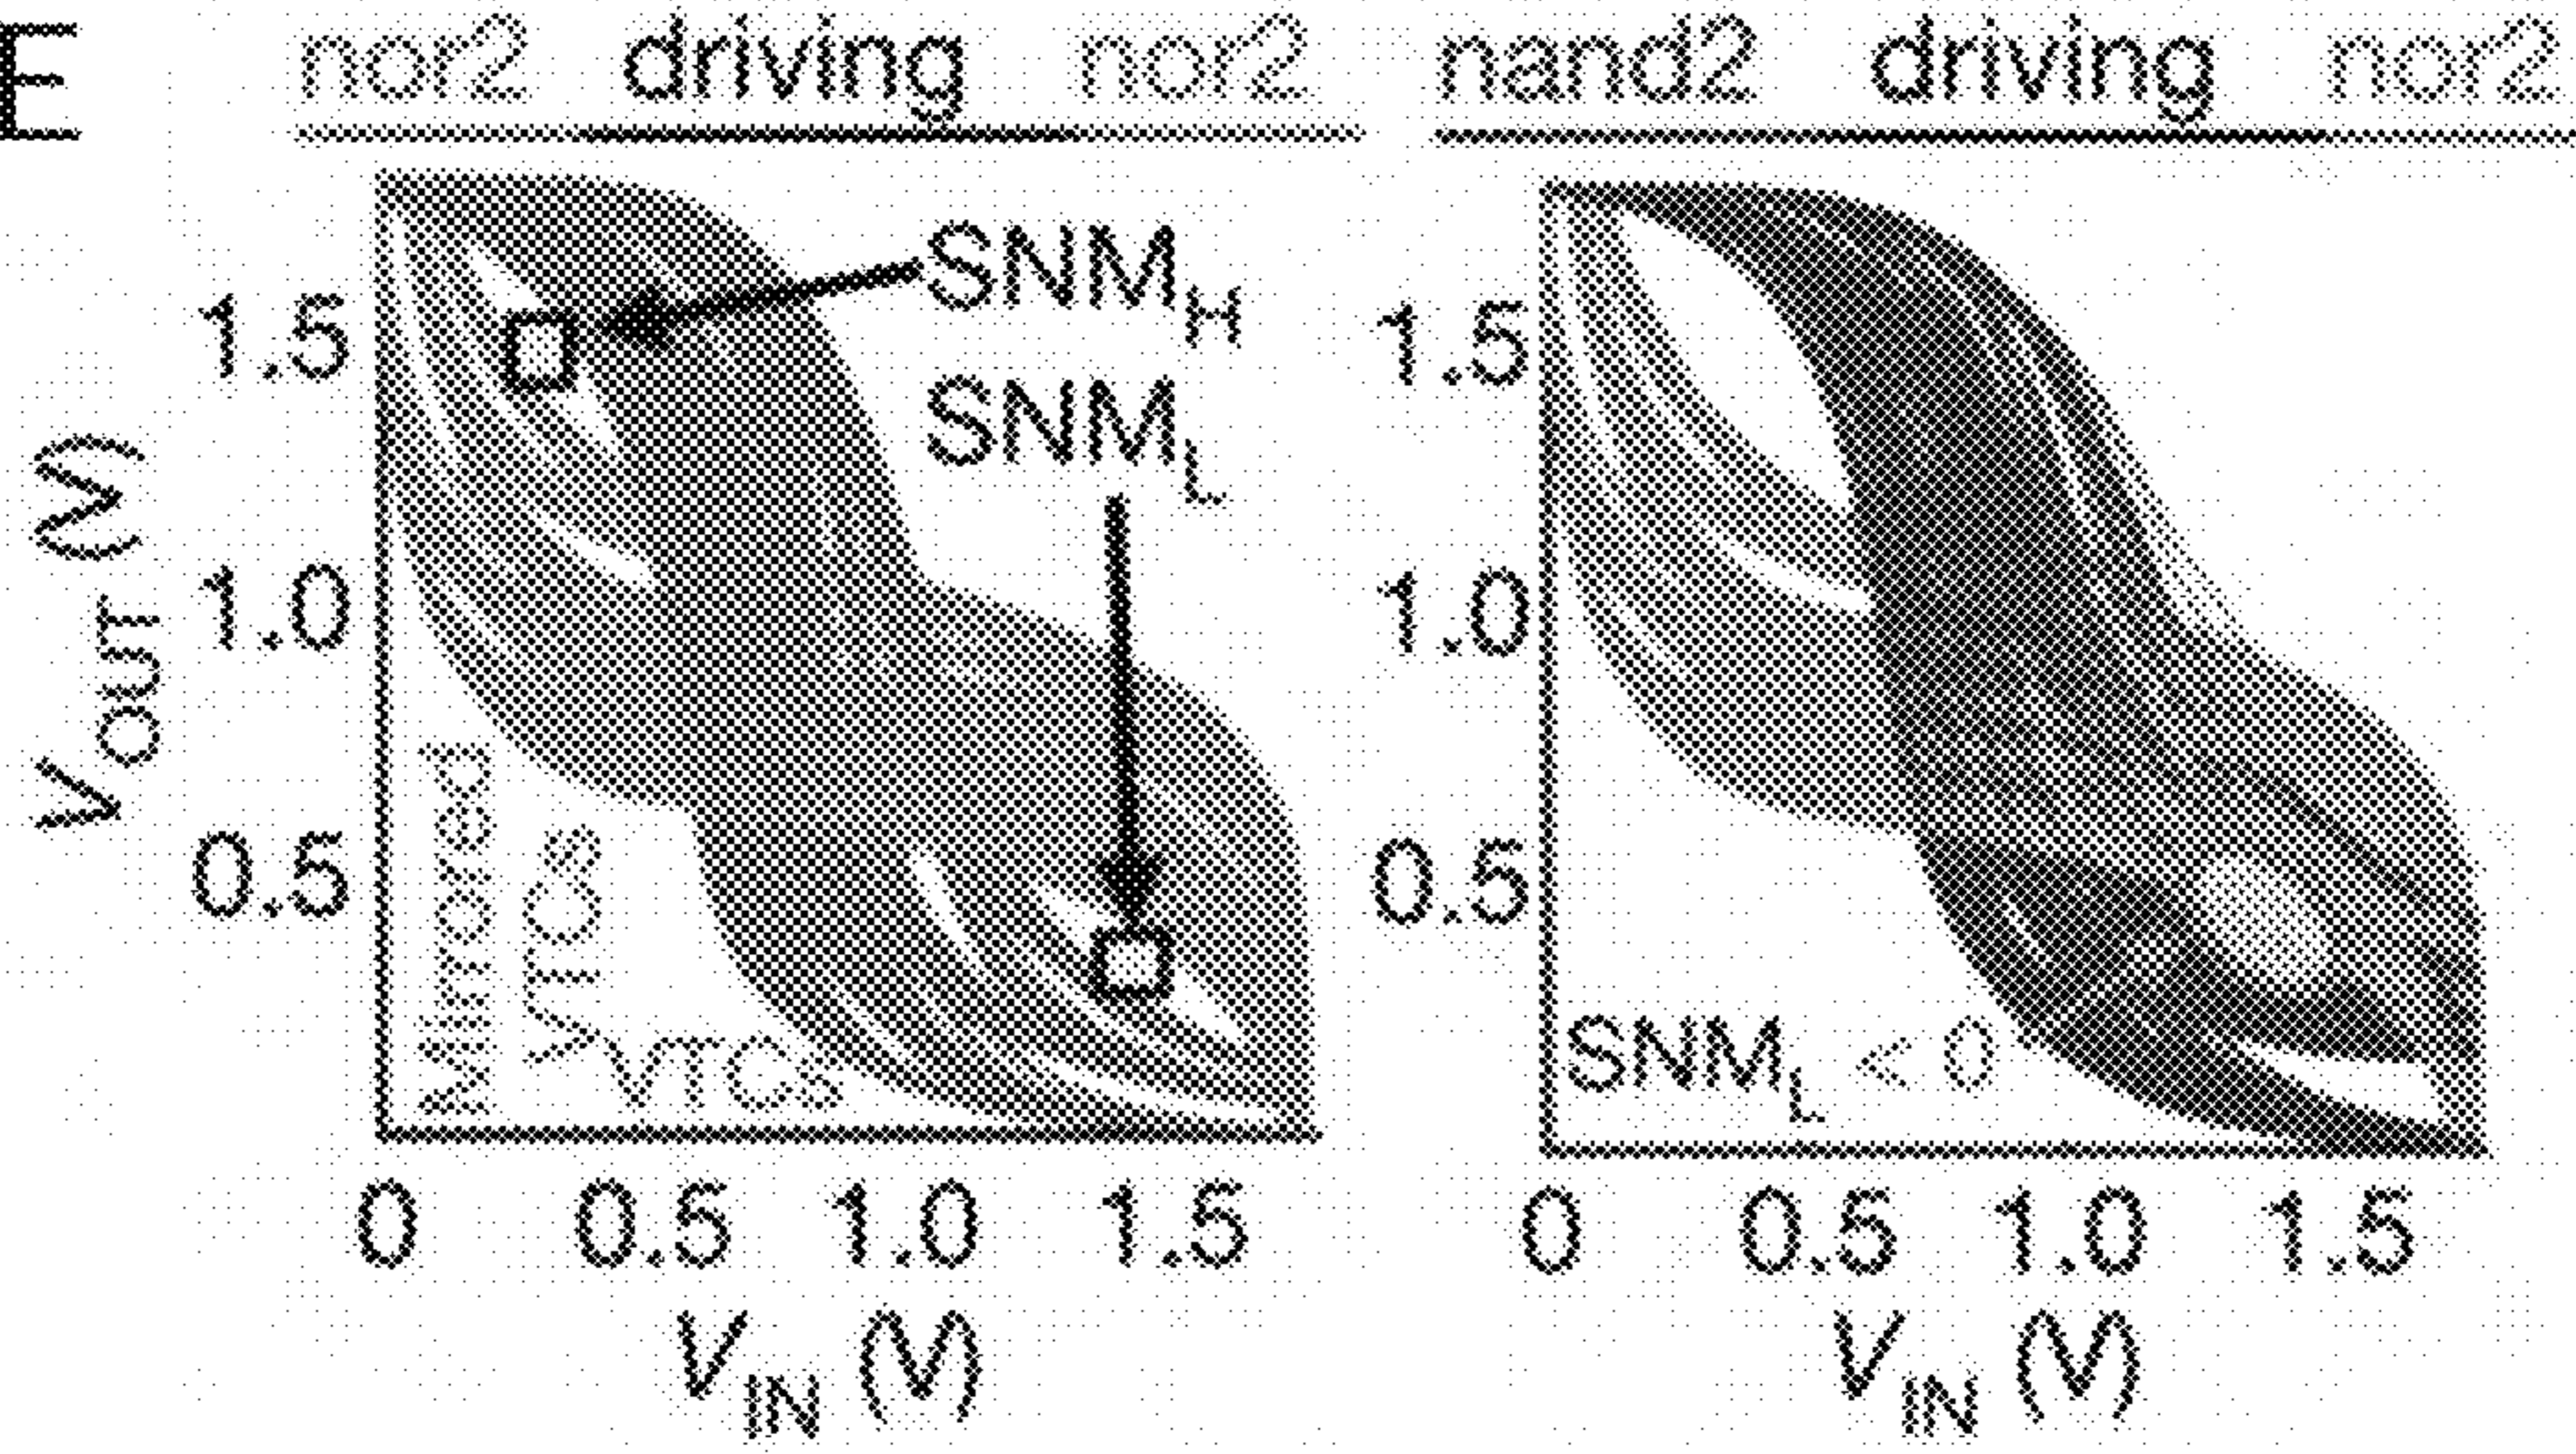 E
nor2 driving nor2
nand2 driving nor2
SNM_H
SNM_L
V_OUT (V)
1.5
1.0
0.5
Mirrored
VTCs
VTCs
0
0.5
1.0
1.5
V_IN (V)
1.5
1.0
0.5
SNM_L < 0
0
0.5
1.0
1.5
V_IN (V)